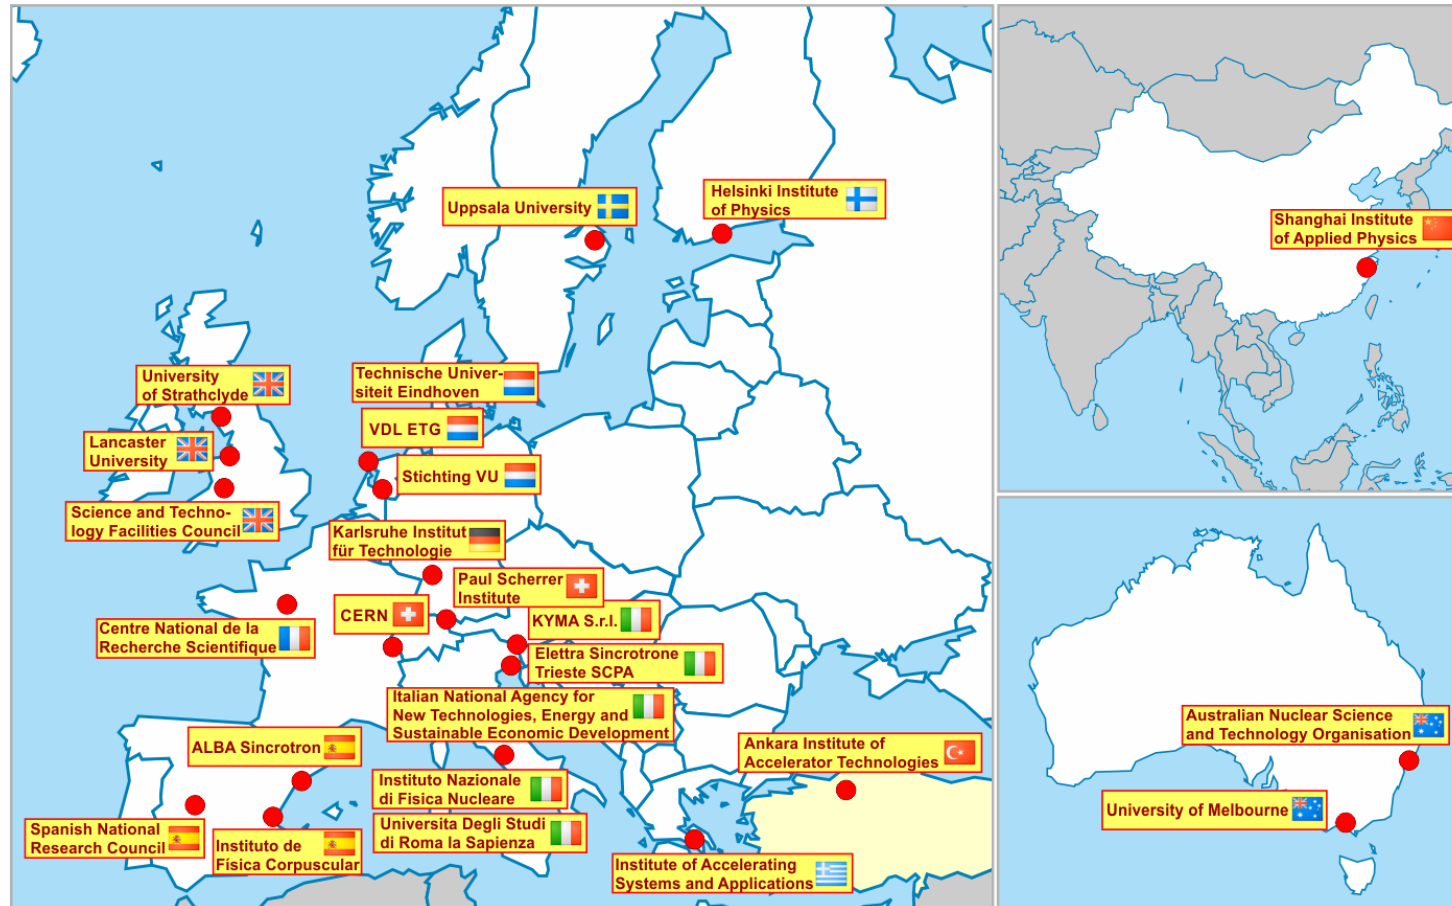 Uppsala University
Helsinki Institute
of Physics
Shanghai Institute
of Applied Physics
University
of Strathclyde
Technische Univer-
siteit Eindhoven
VDL ETG
Lancaster
University
Stichting VU
Science and Techno-
logy Facilities Council
Karlsruhe Institut
für Technologie
Paul Scherrer
Institute
CERN
KYMA S.r.l.
Centre National de la
Recherche Scientifique
Elettra Sincrotrone
Trieste SCPA
Italian National Agency for
New Technologies, Energy and
Sustainable Economic Development
ALBA Sincrotron
Ankara Institute of
Accelerator Technologies
Instituto Nazionale
di Fisica Nucleare
Spanish National
Research Council
Instituto de
Física Corpuscular
Universita Degli Studi
di Roma la Sapienza
Institute of Accelerating
Systems and Applications
Australian Nuclear Science
and Technology Organisation
University of Melbourne